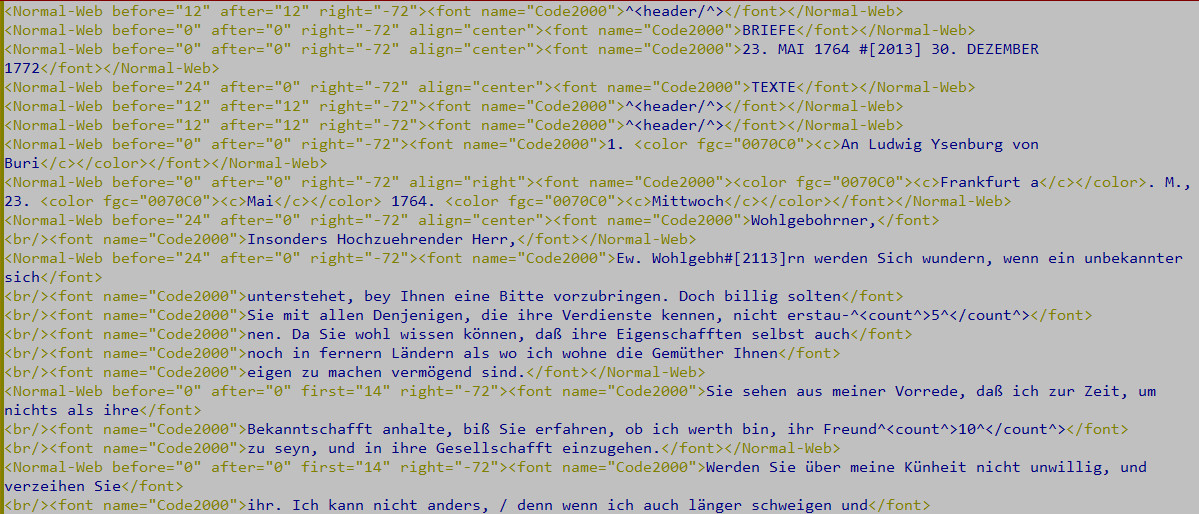 <Normal-Web before="12" after="12" right="-72"><font name="Code2000">^<header/^></font></Normal-Web>
<Normal-Web before="0" after="0" right="-72" align="center"><font name="Code2000">BRIEFE</font></Normal-Web>
<Normal-Web before="0" after="0" right="-72" align="center"><font name="Code2000">23. MAI 1764 #[2013] 30. DEZEMBER
1772</font></Normal-Web>
<Normal-Web before="24" after="0" right="-72" align="center"><font name="Code2000">TEXTE</font></Normal-Web>
<Normal-Web before="12" after="12" right="-72"><font name="Code2000">^<header/^></font></Normal-Web>
<Normal-Web before="12" after="12" right="-72"><font name="Code2000">^<header/^></font></Normal-Web>
<Normal-Web before="0" after="0" right="-72"><font name="Code2000">1. <color fgc="0070C0"><c>An Ludwig Ysenburg von
Buri</c></color></font></Normal-Web>
<Normal-Web before="0" after="0" right="-72" align="right"><font name="Code2000"><color fgc="0070C0"><c>Frankfurt a</c></color>. M.,
23. <color fgc="0070C0"><c>Mai</c></color> 1764. <color fgc="0070C0"><c>Mittwoch</c></color></font></Normal-Web>
<Normal-Web before="24" after="0" right="-72" align="center"><font name="Code2000">Wohlgebohrner,</font>
<br/><font name="Code2000">Insonders Hochzuehrender Herr,</font></Normal-Web>
<Normal-Web before="24" after="0" right="-72"><font name="Code2000">Ew. Wohlgebh#[2113]rn werden Sich wundern, wenn ein unbekannter
sich</font>
<br/><font name="Code2000">unterstehet, bey Ihnen eine Bitte vorzubringen. Doch billig solten</font>
<br/><font name="Code2000">Sie mit allen Denjenigen, die ihre Verdienste kennen, nicht erstau-^<count^>5^</count^></font>
<br/><font name="Code2000">nen. Da Sie wohl wissen können, daß ihre Eigenschafften selbst auch</font>
<br/><font name="Code2000">noch in fernern Ländern als wo ich wohne die Gemüther Ihnen</font>
<br/><font name="Code2000">eigen zu machen vermögend sind.</font></Normal-Web>
<Normal-Web before="0" after="0" first="14" right="-72"><font name="Code2000">Sie sehen aus meiner Vorrede, daß ich zur Zeit, um
nichts als ihre</font>
<br/><font name="Code2000">Bekanntschafft anhalte, biß Sie erfahren, ob ich werth bin, ihr Freund^<count^>10^</count^></font>
<br/><font name="Code2000">zu seyn, und in ihre Gesellschafft einzugehen.</font></Normal-Web>
<Normal-Web before="0" after="0" first="14" right="-72"><font name="Code2000">Werden Sie über meine Künheit nicht unwillig, und
verzeihen Sie</font>
<br/><font name="Code2000">ihr. Ich kann nicht anders, / denn wenn ich auch länger schweigen und</font>